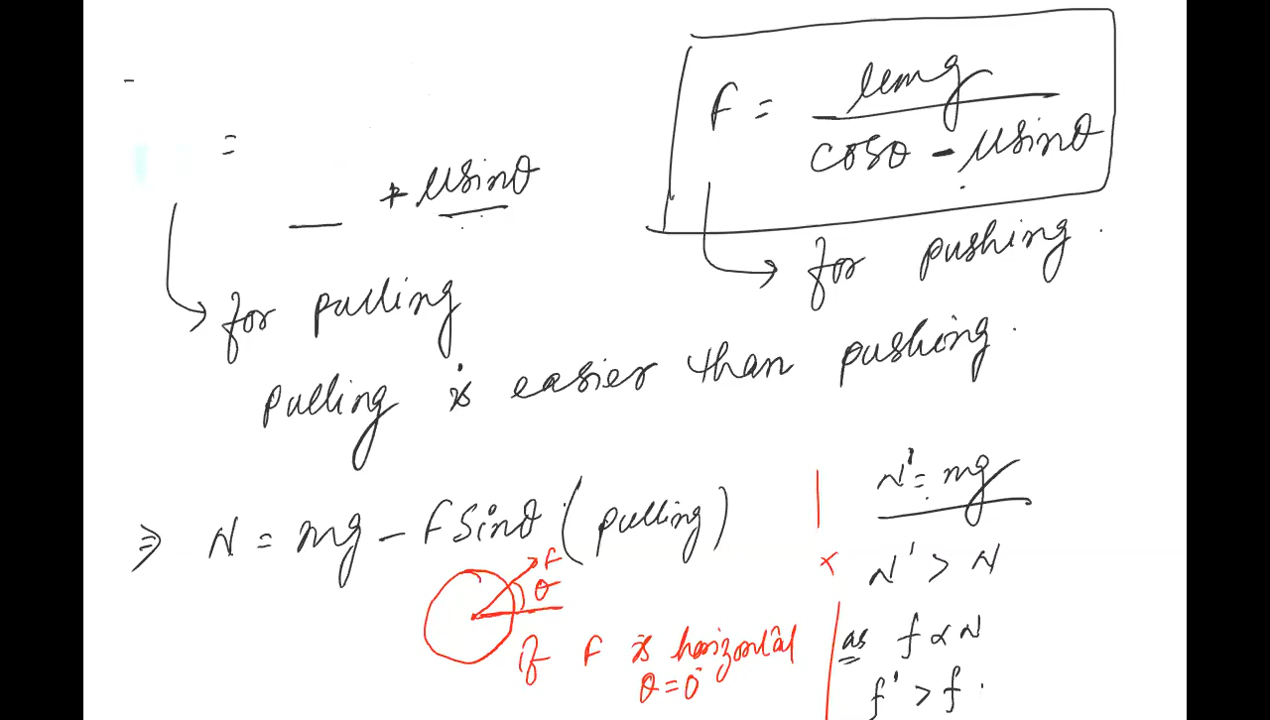 F = μmg / cosθ - μsinθ
= + μsinθ
for pulling
for pushing
pulling is easier than pushing.
⇒ N = mg - Fsinθ (pulling)
F
θ
if F is horizontal
θ = 0°
N' = mg
N' > N
as f ∝ N
f' > f.